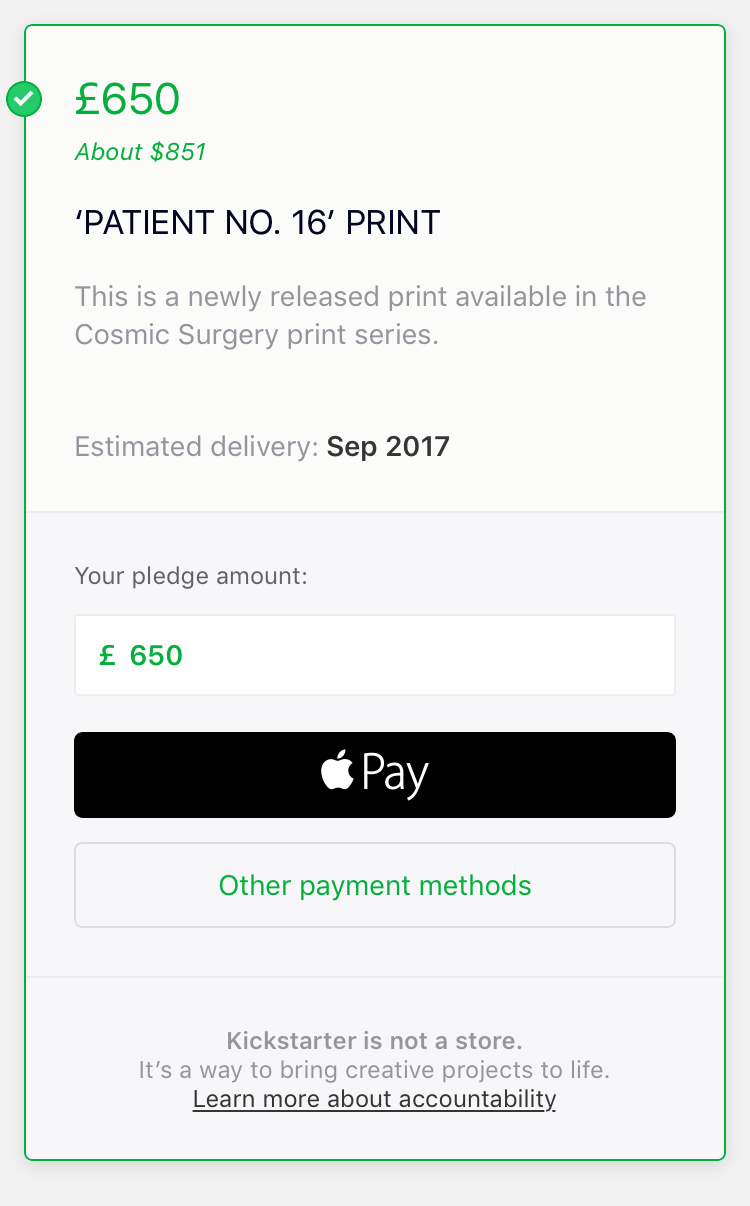 £650
About $851
‘PATIENT NO. 16’ PRINT
This is a newly released print available in the
Cosmic Surgery print series.
Estimated delivery: Sep 2017
Your pledge amount:
£ 650
Pay
Other payment methods
Kickstarter is not a store.
It’s a way to bring creative projects to life.
Learn more about accountability